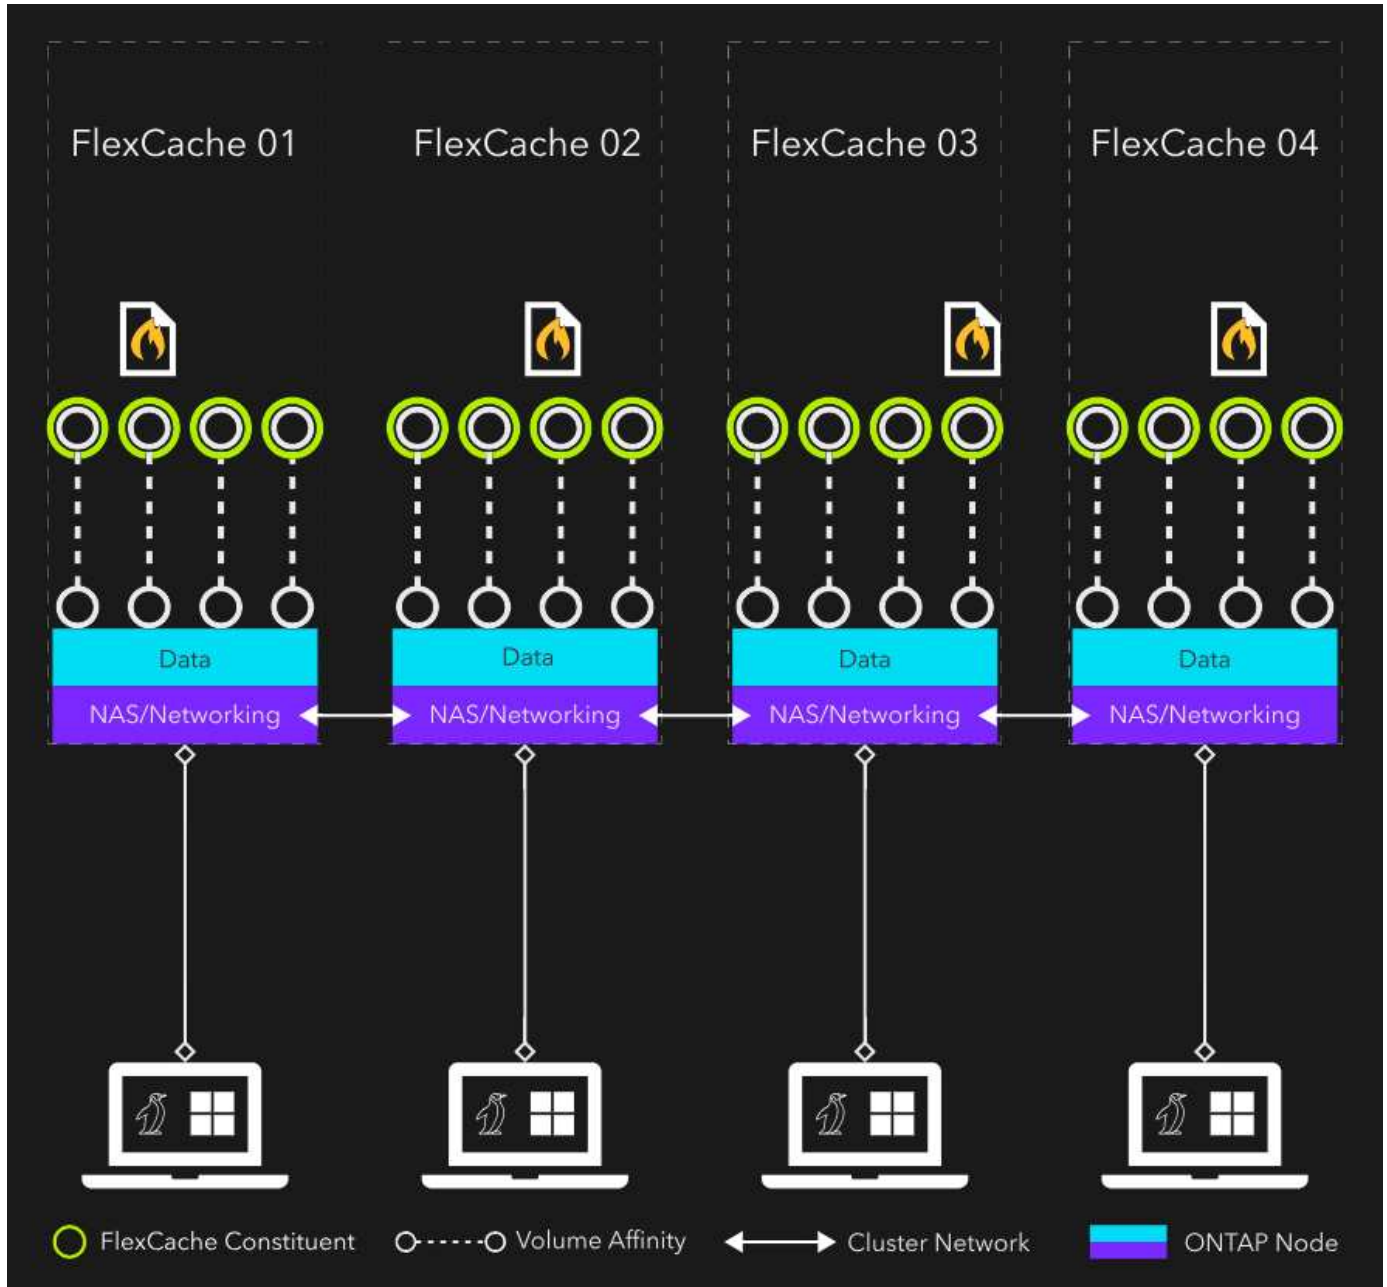 FlexCache 01 FlexCache 02 FlexCache 03 FlexCache 04
Data Data Data Data
NAS/Networking NAS/Networking NAS/Networking NAS/Networking
FlexCache Constituent Volume Affinity Cluster Network ONTAP Node